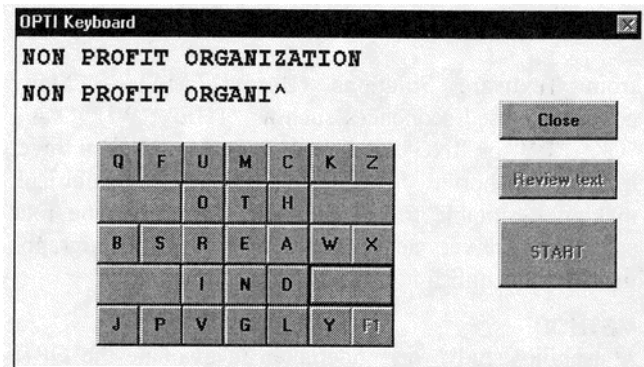 OPTI Keyboard
NON PROFIT ORGANIZATION
NON PROFIT ORGANI^
Close
Review text
START
Q F U M C K Z
O T H
B S R E A W X
I N D
J P V G L Y F1